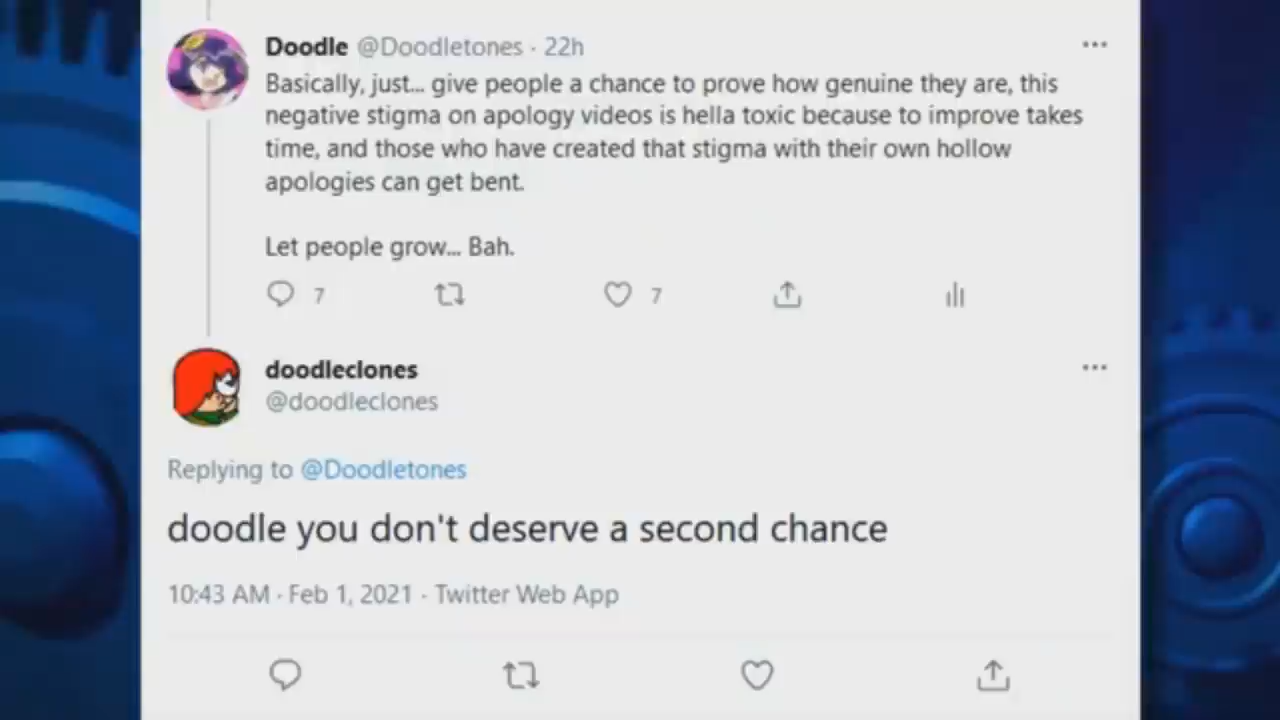 Doodle @Doodletones · 22h
Basically, just... give people a chance to prove how genuine they are, this
negative stigma on apology videos is hella toxic because to improve takes
time, and those who have created that stigma with their own hollow
apologies can get bent.
Let people grow... Bah.
7 7
doodleclones
@doodleclones
Replying to @Doodletones
doodle you don't deserve a second chance
10:43 AM · Feb 1, 2021 · Twitter Web App